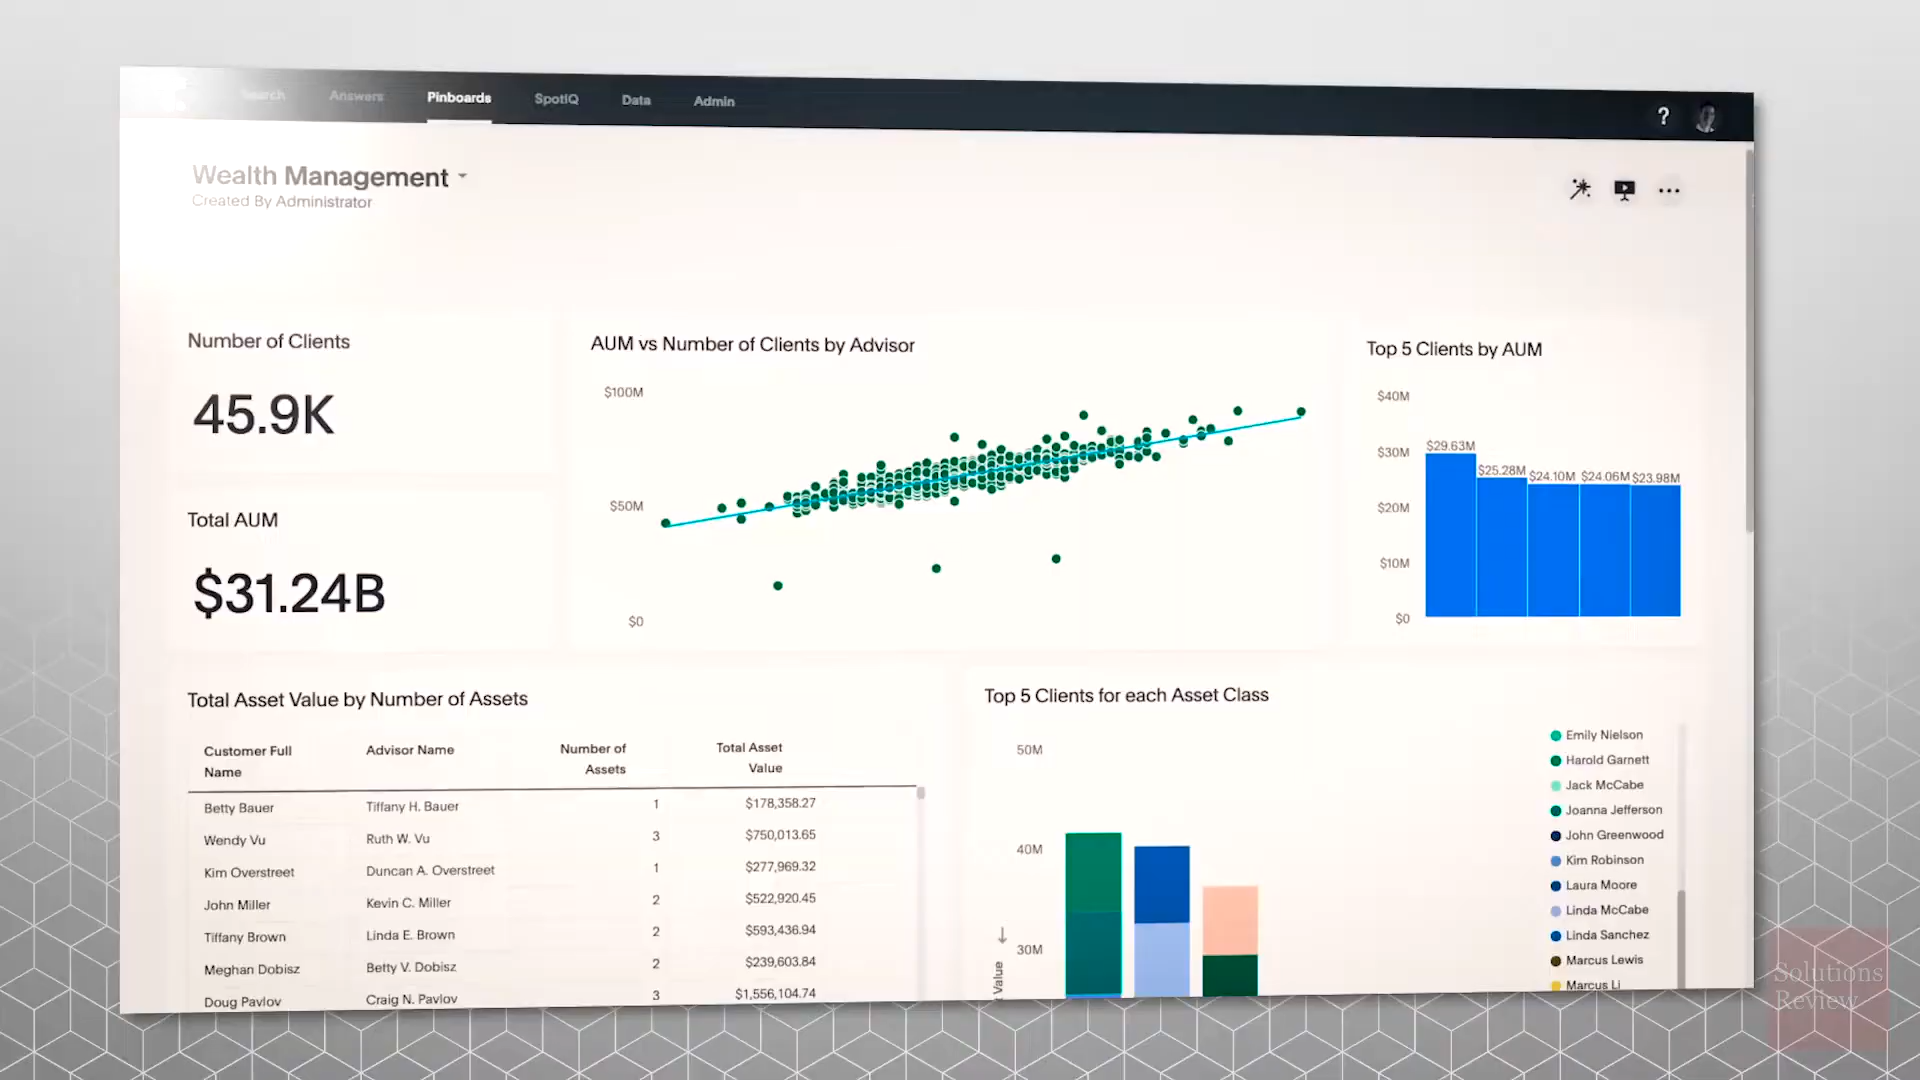 Search Answers Pinboards SpotIQ Data Admin ?
Wealth Management
Created By Administrator
Number of Clients
45.9K
Total AUM
$31.24B
AUM vs Number of Clients by Advisor
$100M
$50M
$0
Top 5 Clients by AUM
$40M
$30M
$20M
$10M
$0
$29.63M $25.28M $24.10M $24.06M $23.98M
Total Asset Value by Number of Assets
Customer Full Advisor Name Number of Total Asset
Name Assets Value
Betty Bauer Tiffany H. Bauer 1 $178,358.27
Wendy Vu Ruth W. Vu 3 $750,013.65
Kim Overstreet Duncan A. Overstreet 1 $277,969.32
John Miller Kevin C. Miller 2 $522,920.45
Tiffany Brown Linda E. Brown 2 $593,436.94
Meghan Dobisz Betty V. Dobisz 2 $239,603.84
Doug Pavlov Craig N. Pavlov 3 $1,556,104.74
Top 5 Clients for each Asset Class
50M
40M
30M
Value
Emily Nielson
Harold Garnett
Jack McCabe
Joanna Jefferson
John Greenwood
Kim Robinson
Laura Moore
Linda McCabe
Linda Sanchez
Marcus Lewis
Marcus Li
Solutions
Review